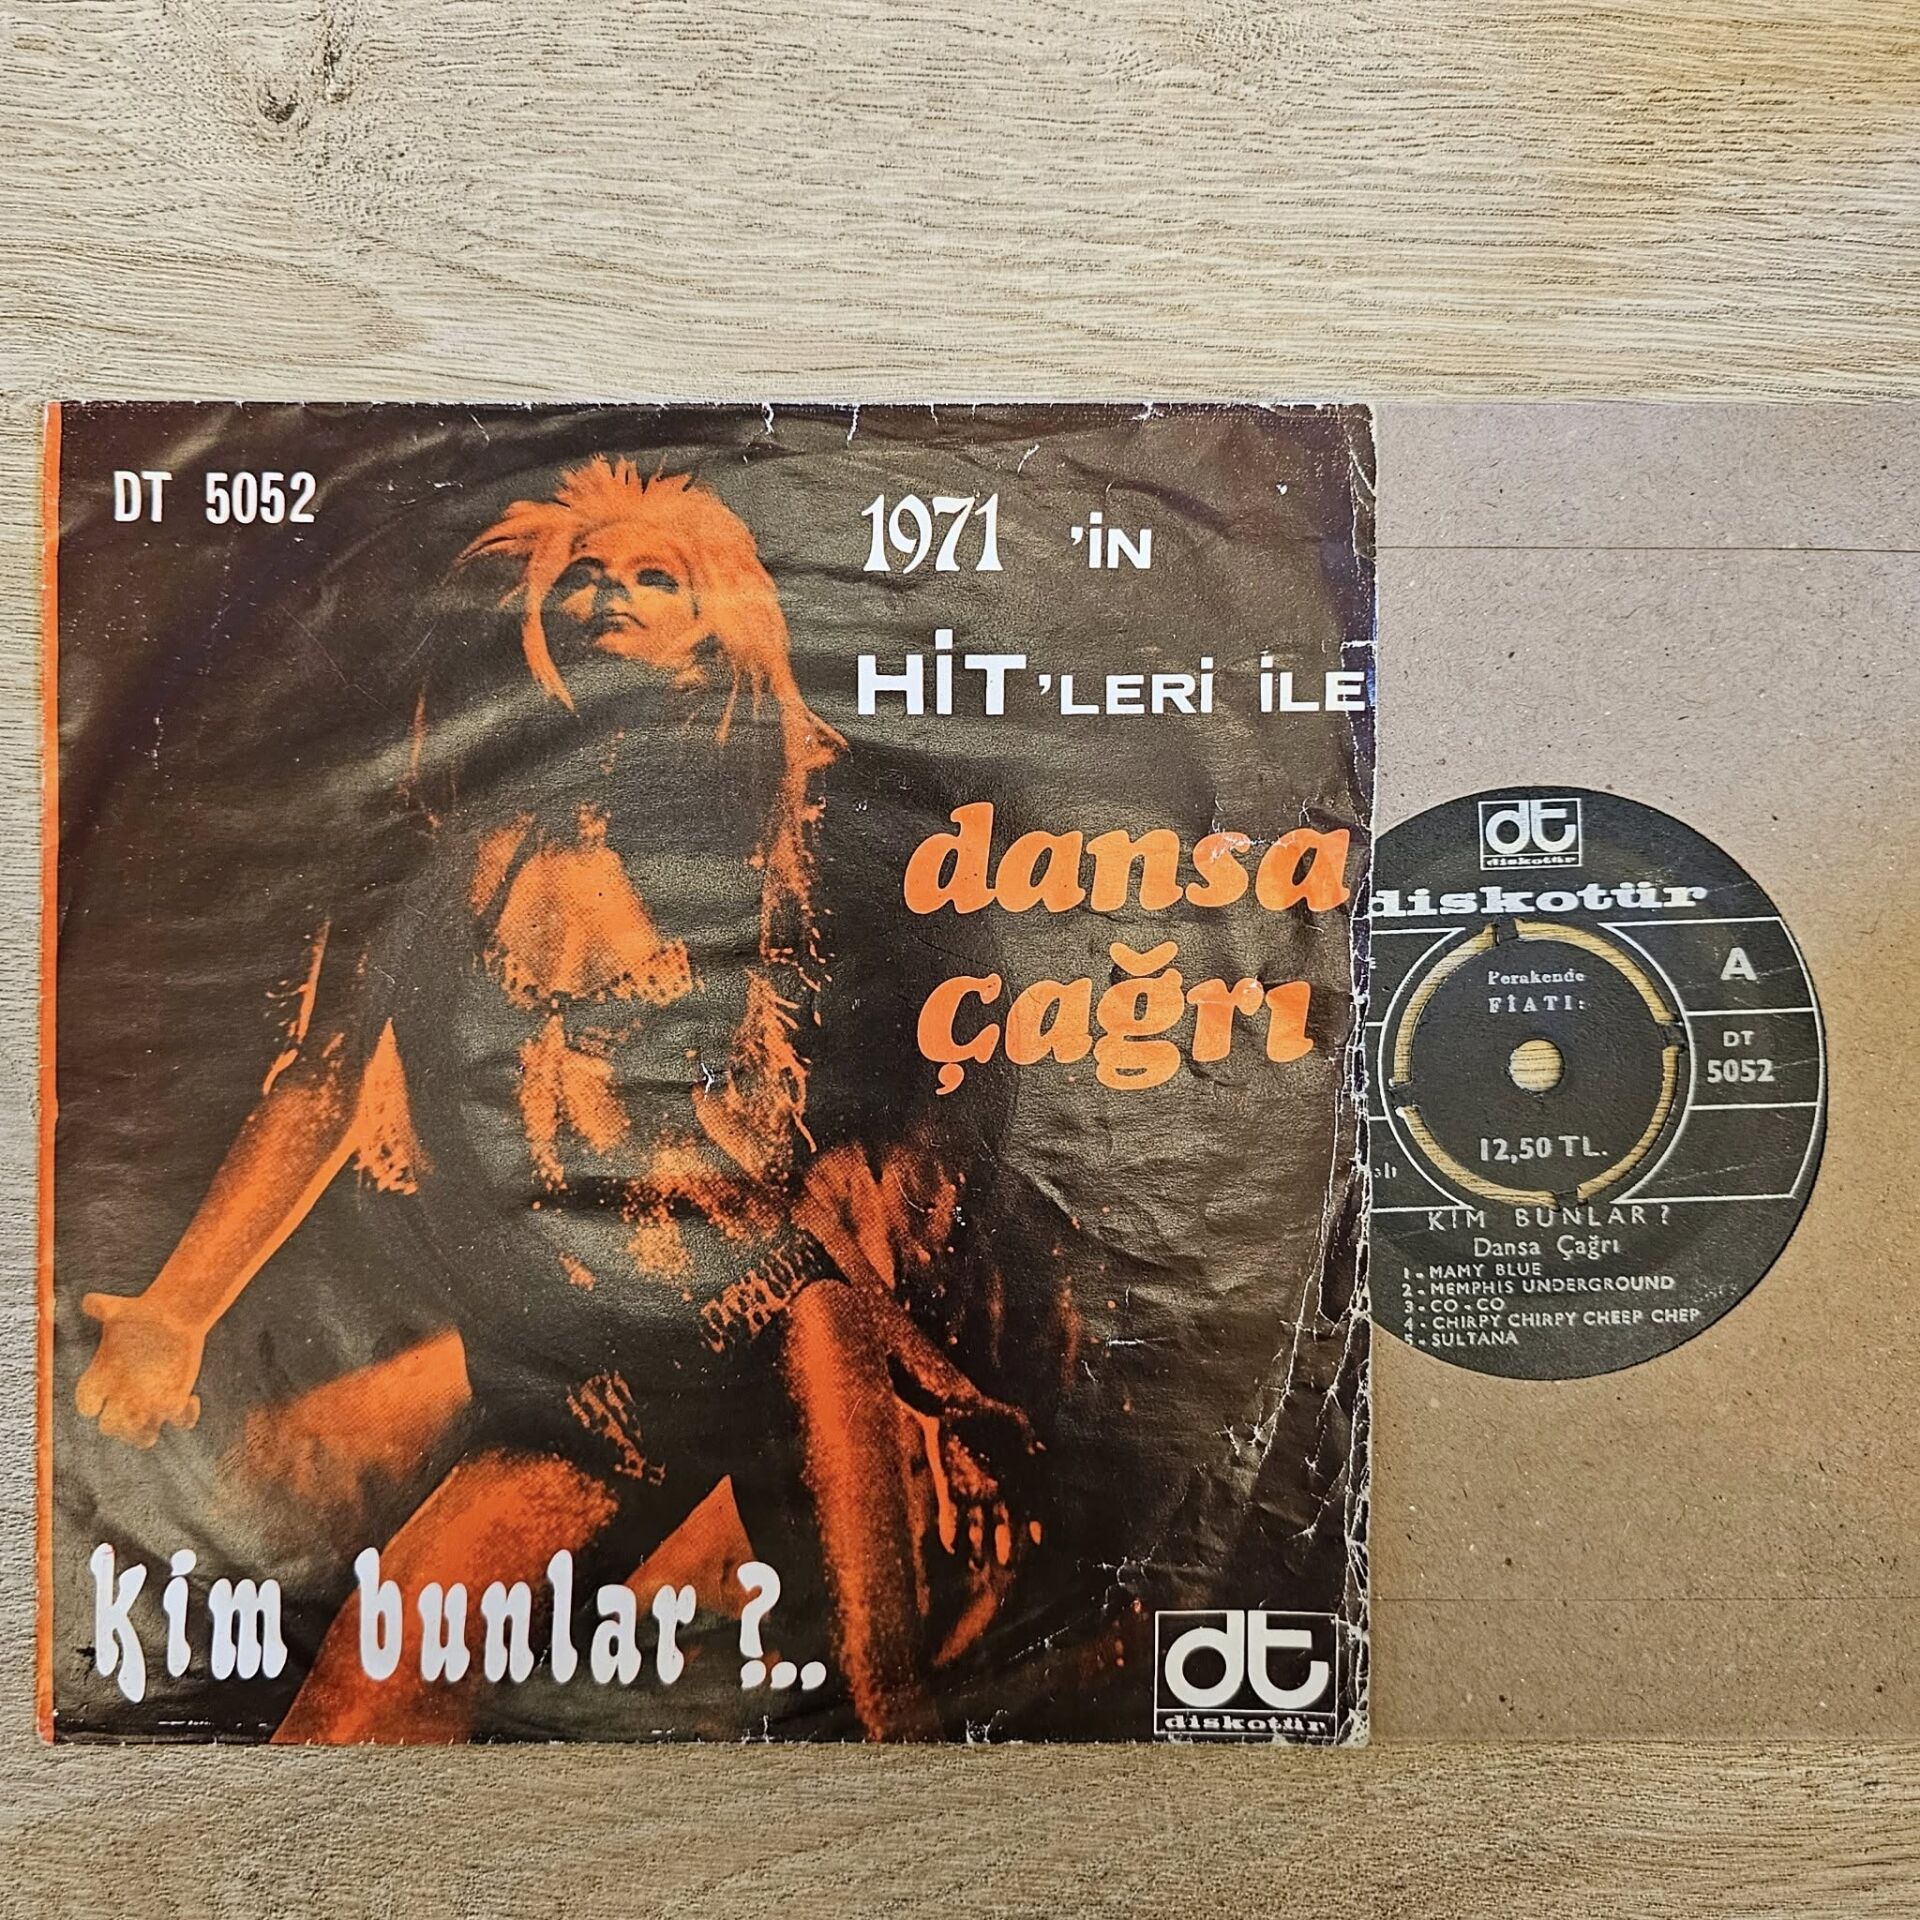 DT 5052
1971 'İN
HİT'LERİ İLE
dansa
çağrı
kim bunlar?...
dt
diskotür
dt
diskotür
diskotür
A
DT
5052
Perakende
FİATI:
12,50 TL.
KİM BUNLAR?
Dansa Çağrı
1 - MAMY BLUE
2 - MEMPHIS UNDERGROUND
3 - CO - CO
4 - CHIRPY CHIRPY CHEEP CHEP
5 - SULTANA